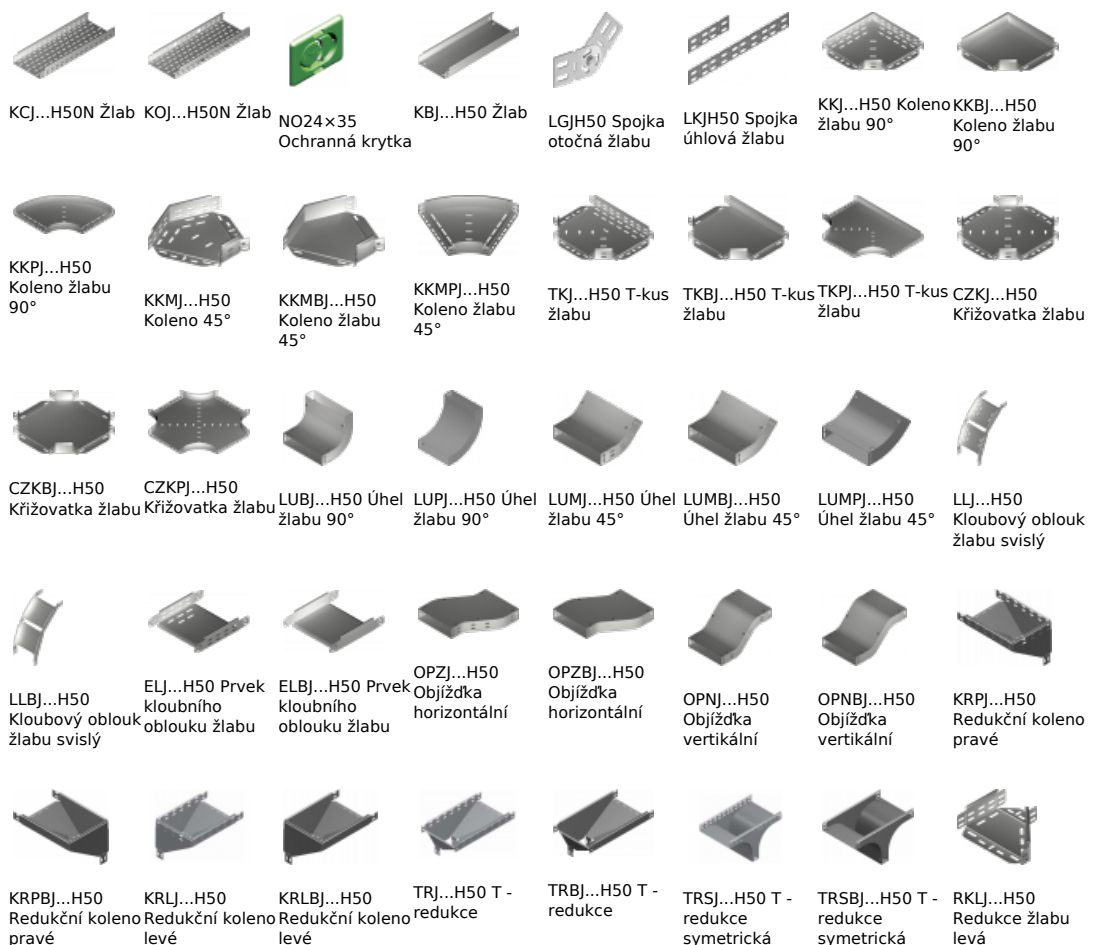 KCJ...H50N Žlab
KOJ...H50N Žlab
NO24×35
Ochranná krytka
KBJ...H50 Žlab
LGJH50 Spojka
otočná žlabu
LKJH50 Spojka
úhlová žlabu
KKJ...H50 Koleno
žlabu 90°
KKBJ...H50
Koleno žlabu
90°
KKPJ...H50
Koleno žlabu
90°
KKMJ...H50
Koleno 45°
KKMBJ...H50
Koleno žlabu
45°
KKMPJ...H50
Koleno žlabu
45°
TKJ...H50 T-kus
žlabu
TKBJ...H50 T-kus
žlabu
TKPJ...H50 T-kus
žlabu
CZKJ...H50
Křižovatka žlabu
CZKBJ...H50
Křižovatka žlabu
CZKPJ...H50
Křižovatka žlabu
LUBJ...H50 Úhel
žlabu 90°
LUPJ...H50 Úhel
žlabu 90°
LUMJ...H50 Úhel
žlabu 45°
LUMBJ...H50
Úhel žlabu 45°
LUMPJ...H50
Úhel žlabu 45°
LLJ...H50
Kloubový oblouk
žlabu svislý
LLBJ...H50
Kloubový oblouk
žlabu svislý
ELJ...H50 Prvek
kloubního
oblouku žlabu
ELBJ...H50 Prvek
kloubního
oblouku žlabu
OPZJ...H50
Objížďka
horizontální
OPZBJ...H50
Objížďka
horizontální
OPNJ...H50
Objížďka
vertikální
OPNBJ...H50
Objížďka
vertikální
KRPJ...H50
Redukční koleno
pravé
KRPBJ...H50
Redukční koleno
pravé
KRLJ...H50
Redukční koleno
levé
KRLBJ...H50
Redukční koleno
levé
TRJ...H50 T -
redukce
TRBJ...H50 T -
redukce
TRSJ...H50 T -
redukce
symetrická
TRSBJ...H50 T -
redukce
symetrická
RKLJ...H50
Redukce žlabu
levá